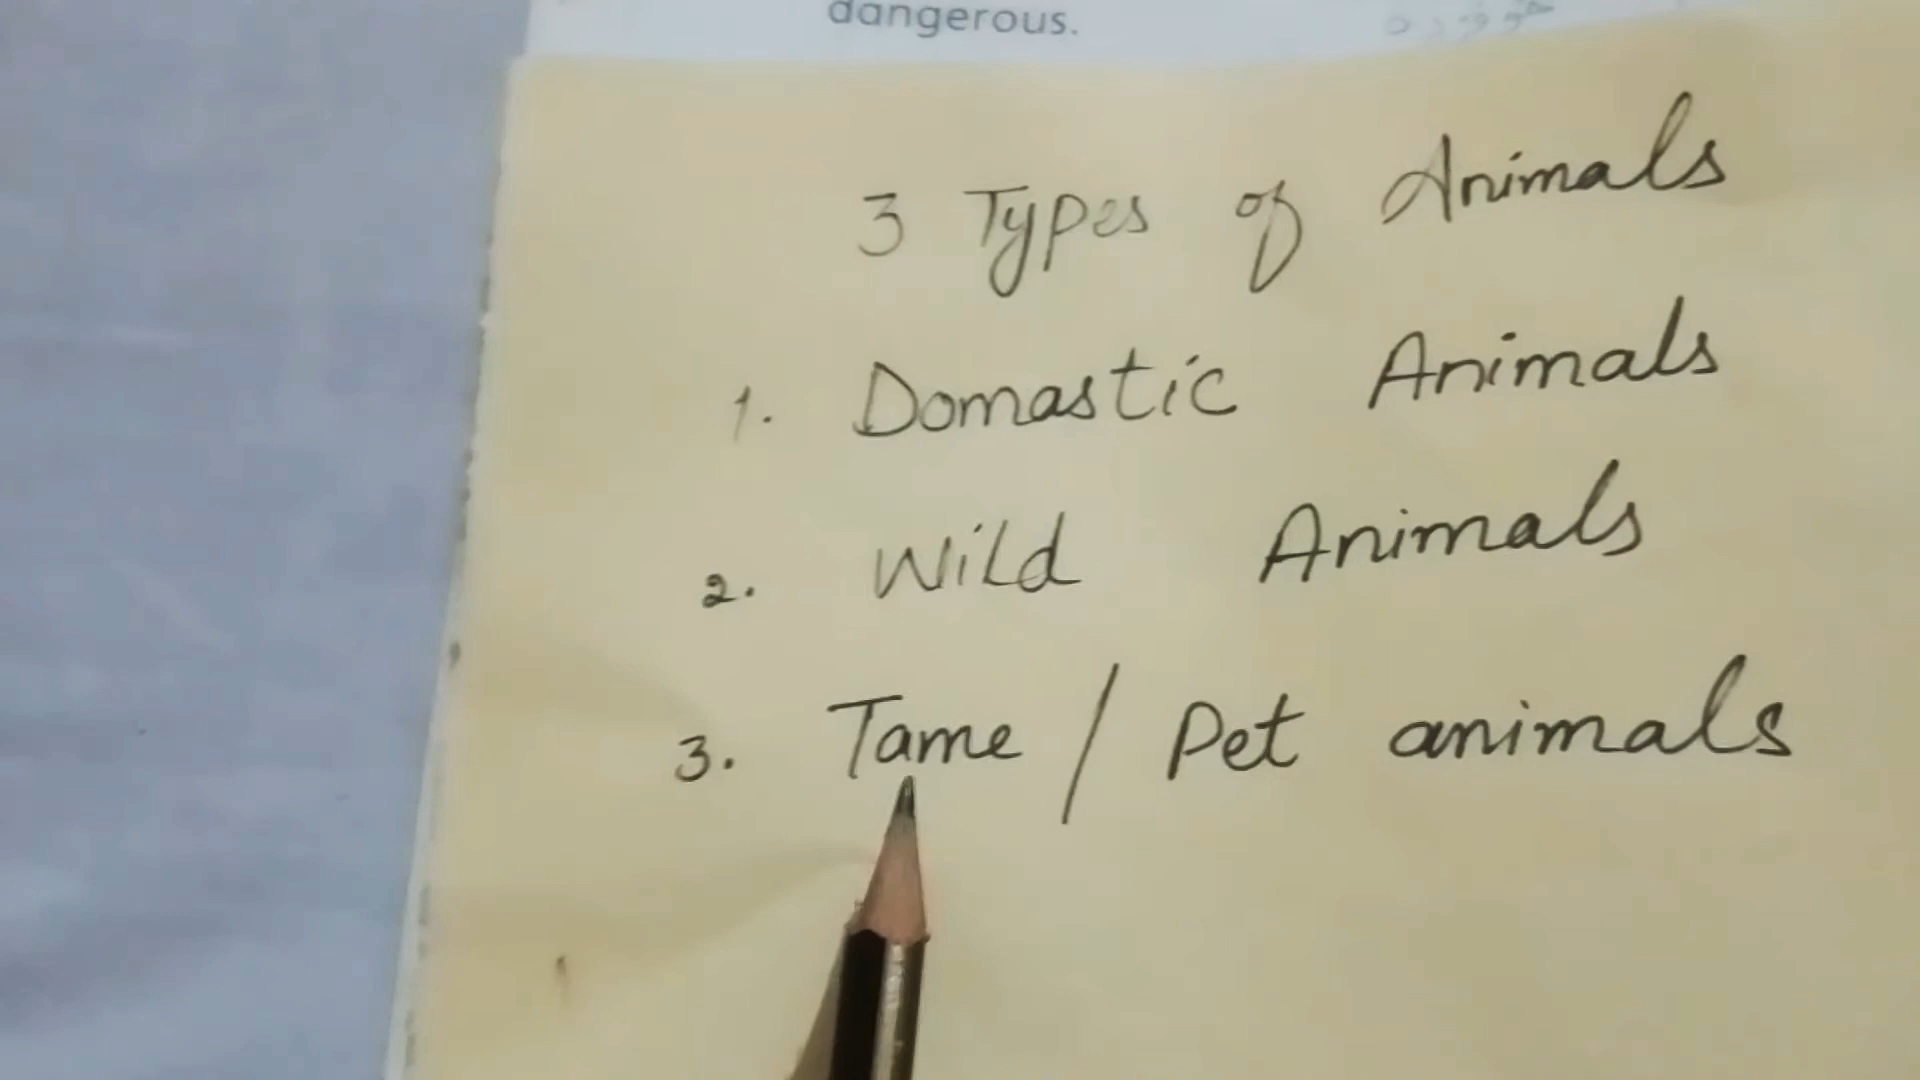 dangerous.
3 Types of Animals
1. Domastic Animals
2. Wild Animals
3. Tame / Pet animals